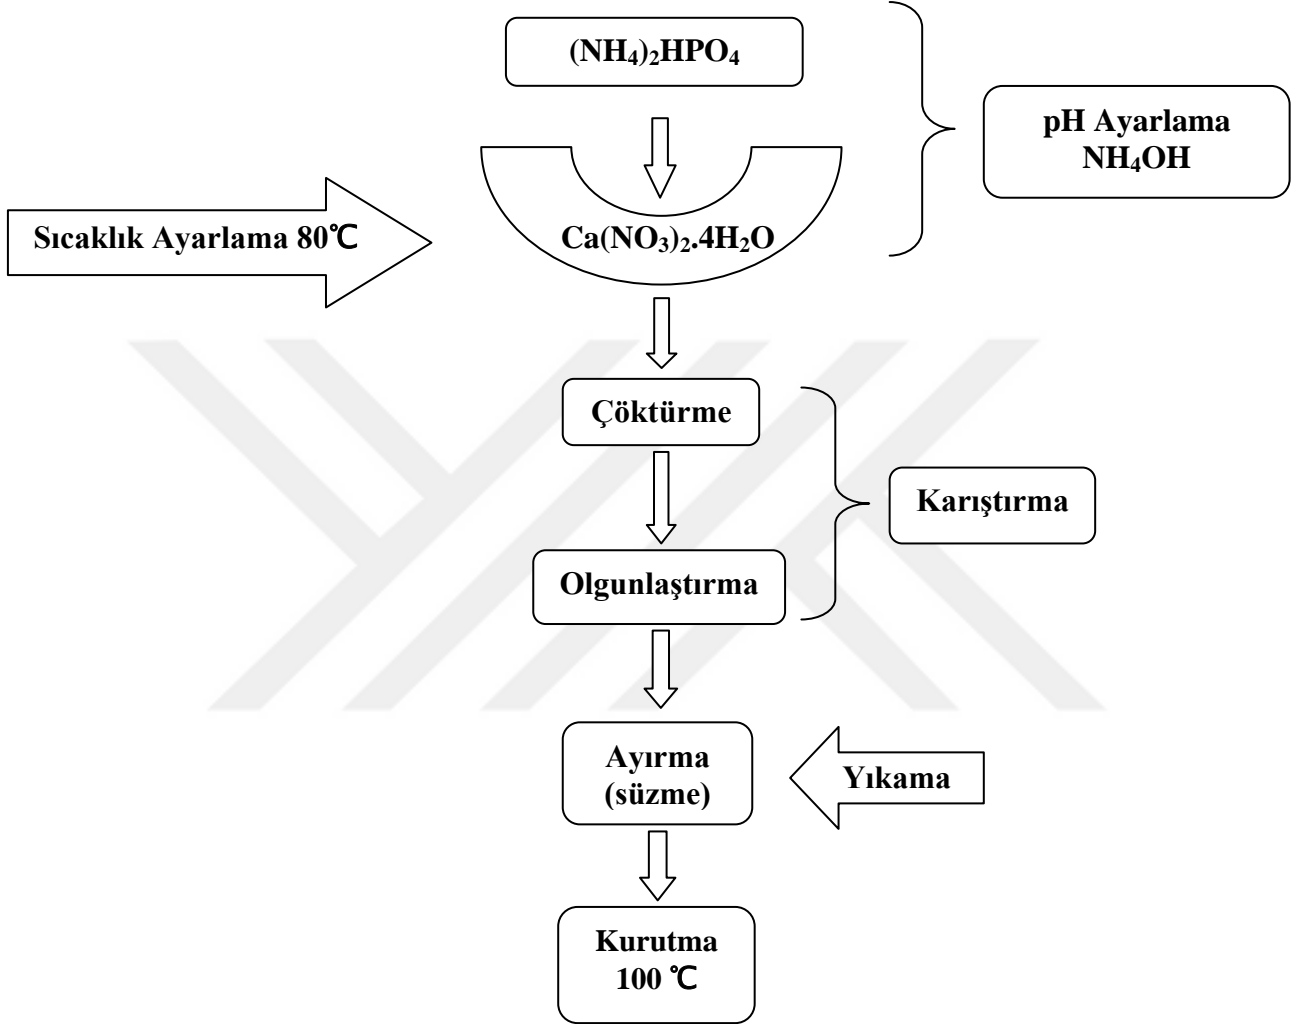 (NH₄)₂HPO₄
pH Ayarlama
NH₄OH
Sıcaklık Ayarlama 80℃
Ca(NO₃)₂.4H₂O
Çöktürme
Karıştırma
Olgunlaştırma
Ayırma
(süzme)
Yıkama
Kurutma
100 ℃